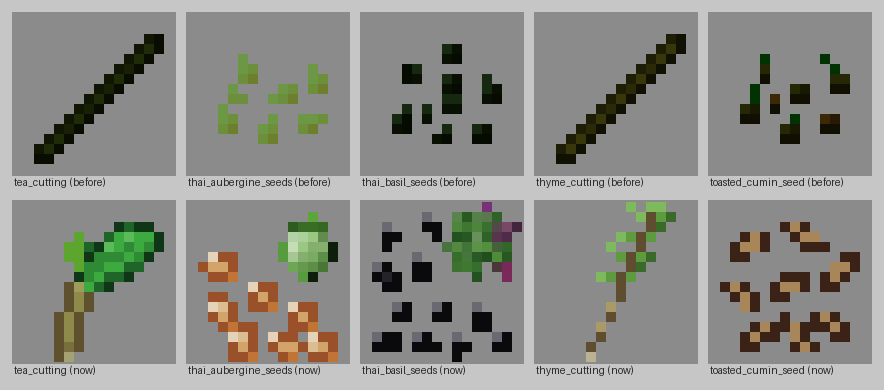 tea_cutting (before)
thai_aubergine_seeds (before)
thai_basil_seeds (before)
thyme_cutting (before)
toasted_cumin_seed (before)
tea_cutting (now)
thai_aubergine_seeds (now)
thai_basil_seeds (now)
thyme_cutting (now)
toasted_cumin_seed (now)